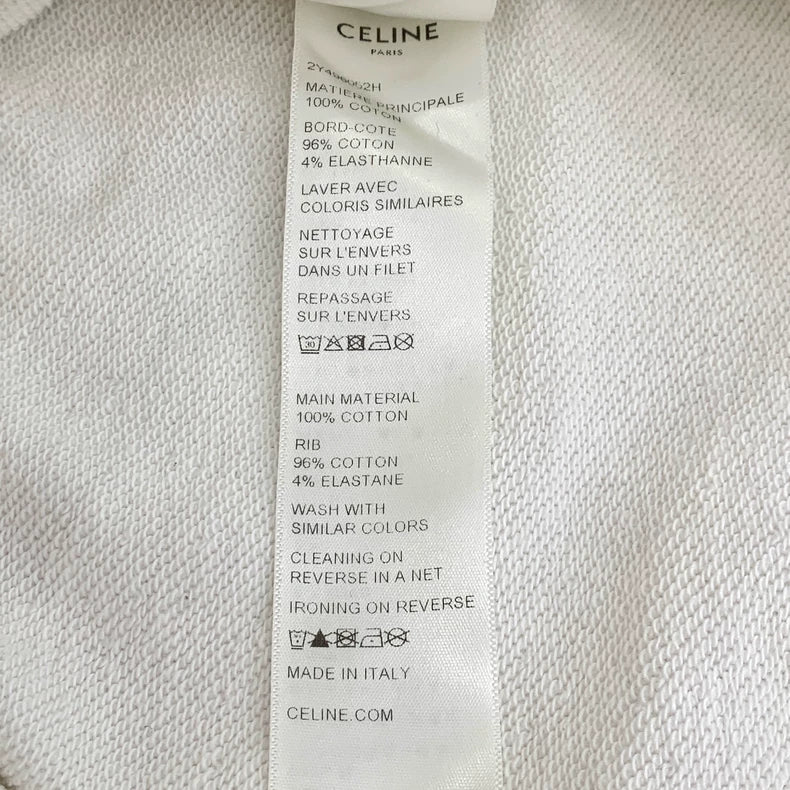 CELINE
PARIS
MATIERE PRINCIPALE
100% COTON
BORD-COTE
96% COTON
4% ELASTHANNE
LAVER AVEC
COLORIS SIMILAIRES
NETTOYAGE
SUR L'ENVERS
DANS UN FILET
REPASSAGE
SUR L'ENVERS
30
MAIN MATERIAL
100% COTTON
RIB
96% COTTON
4% ELASTANE
WASH WITH
SIMILAR COLORS
CLEANING ON
REVERSE IN A NET
IRONING ON REVERSE
MADE IN ITALY
CELINE.COM